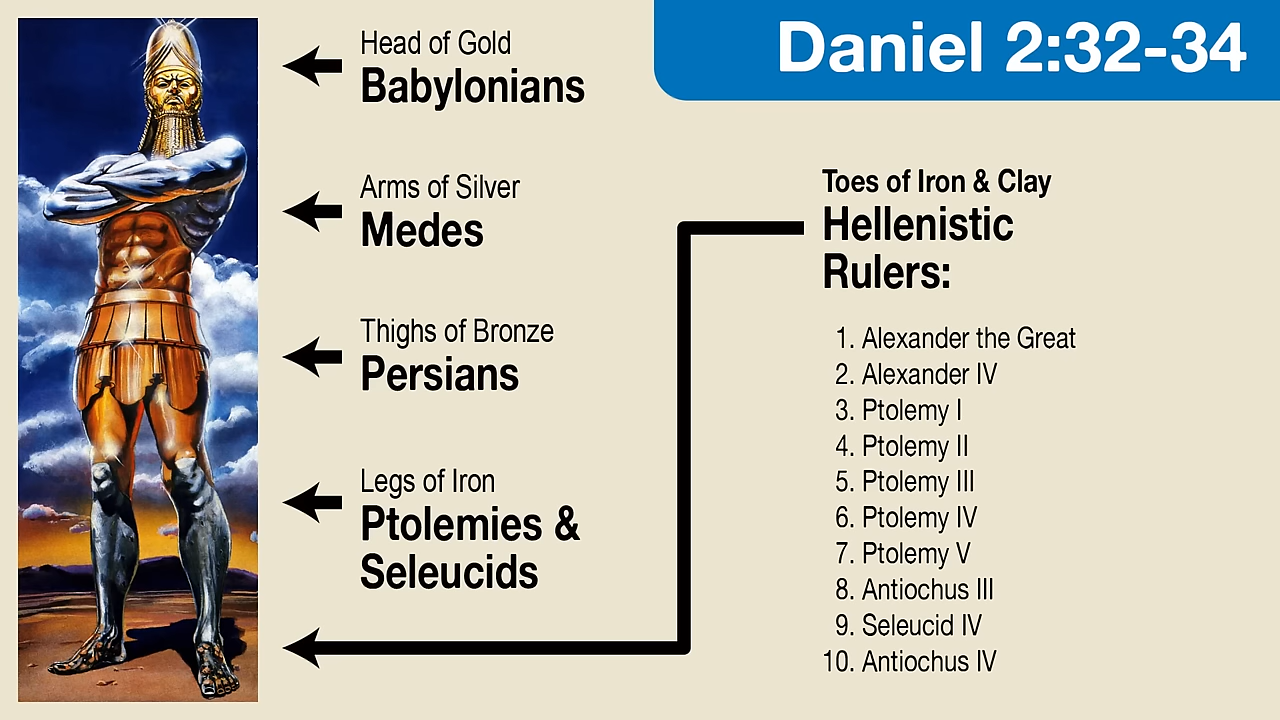 Daniel 2:32-34
Head of Gold
Babylonians
Arms of Silver
Medes
Thighs of Bronze
Persians
Legs of Iron
Ptolemies &
Seleucids
Toes of Iron & Clay
Hellenistic
Rulers:
1. Alexander the Great
2. Alexander IV
3. Ptolemy I
4. Ptolemy II
5. Ptolemy III
6. Ptolemy IV
7. Ptolemy V
8. Antiochus III
9. Seleucid IV
10. Antiochus IV